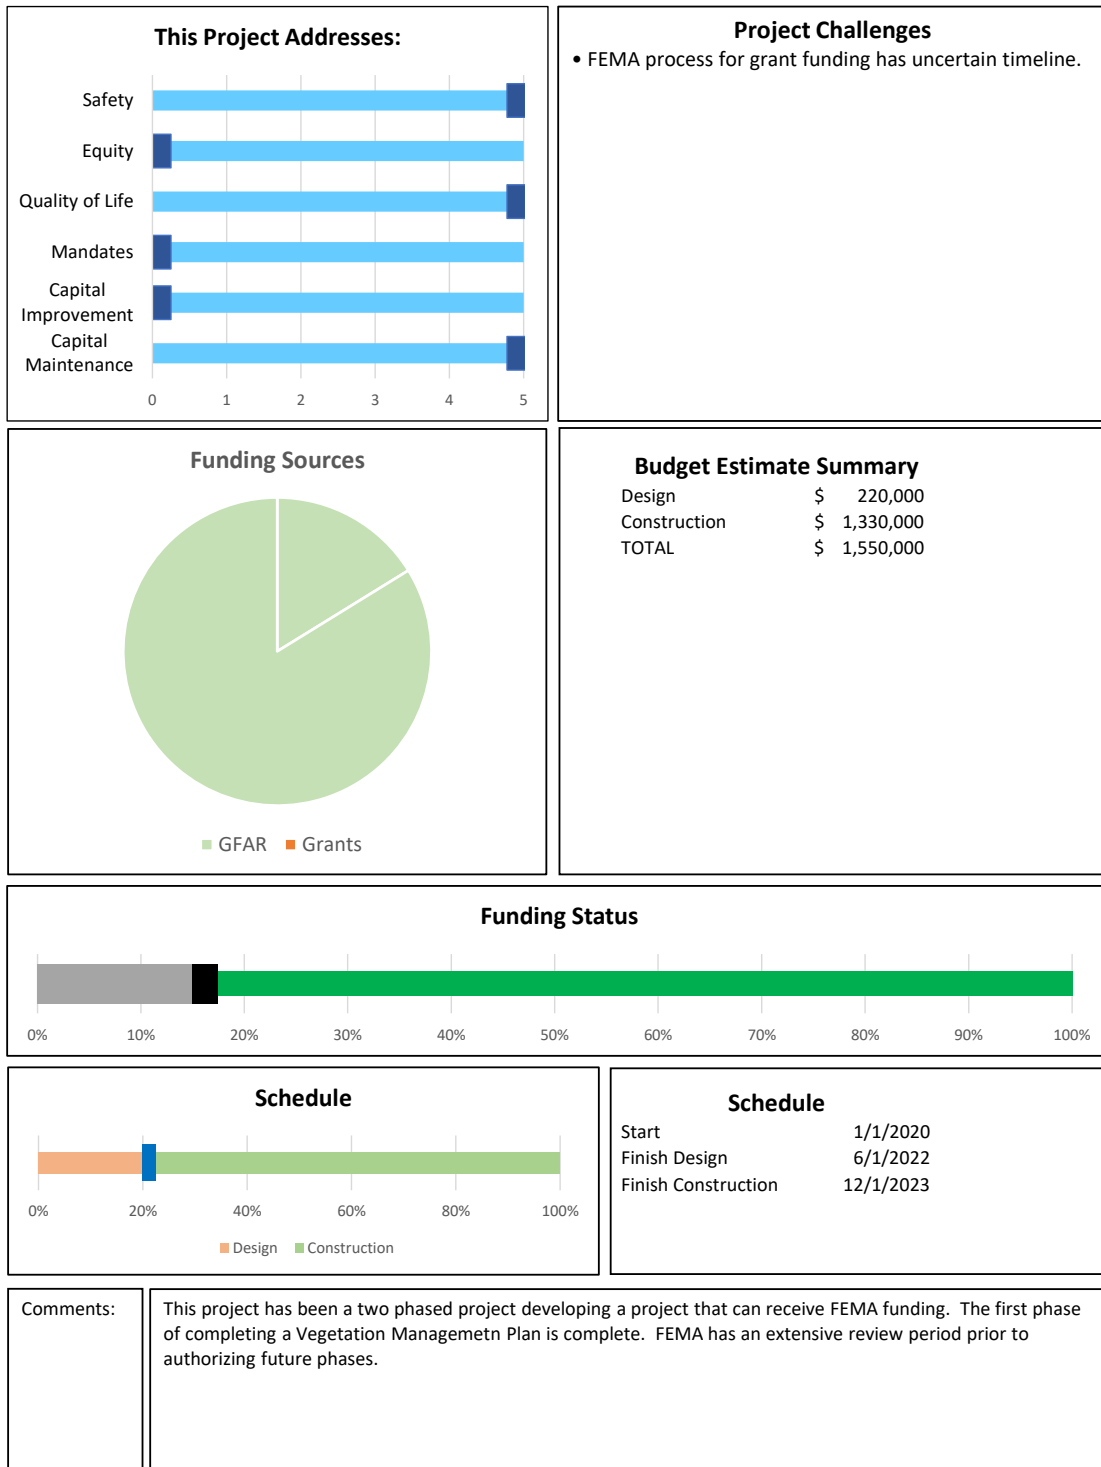 This Project Addresses:
Safety
Equity
Quality of Life
Mandates
Capital
Improvement
Capital
Maintenance
0 1 2 3 4 5
Project Challenges
• FEMA process for grant funding has uncertain timeline.
Funding Sources
GFAR Grants
Budget Estimate Summary
Design $ 220,000
Construction $ 1,330,000
TOTAL $ 1,550,000
Funding Status
0% 10% 20% 30% 40% 50% 60% 70% 80% 90% 100%
Schedule
0% 20% 40% 60% 80% 100%
Design Construction
Schedule
Start 1/1/2020
Finish Design 6/1/2022
Finish Construction 12/1/2023
Comments:
This project has been a two phased project developing a project that can receive FEMA funding.  The first phase
of completing a Vegetation Managemetn Plan is complete.  FEMA has an extensive review period prior to
authorizing future phases.